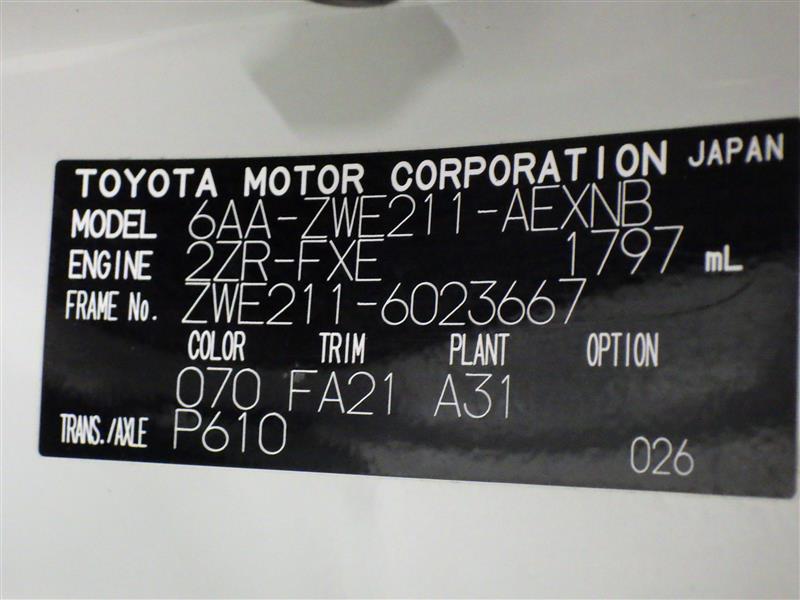 TOYOTA MOTOR CORPORATION JAPAN
MODEL 6AA-ZWE211-AEXNB
ENGINE 2ZR-FXE 1797 mL
FRAME No. ZWE211-6023667
COLOR TRIM PLANT OPTION
070 FA21 A31
TRANS./AXLE P610
026